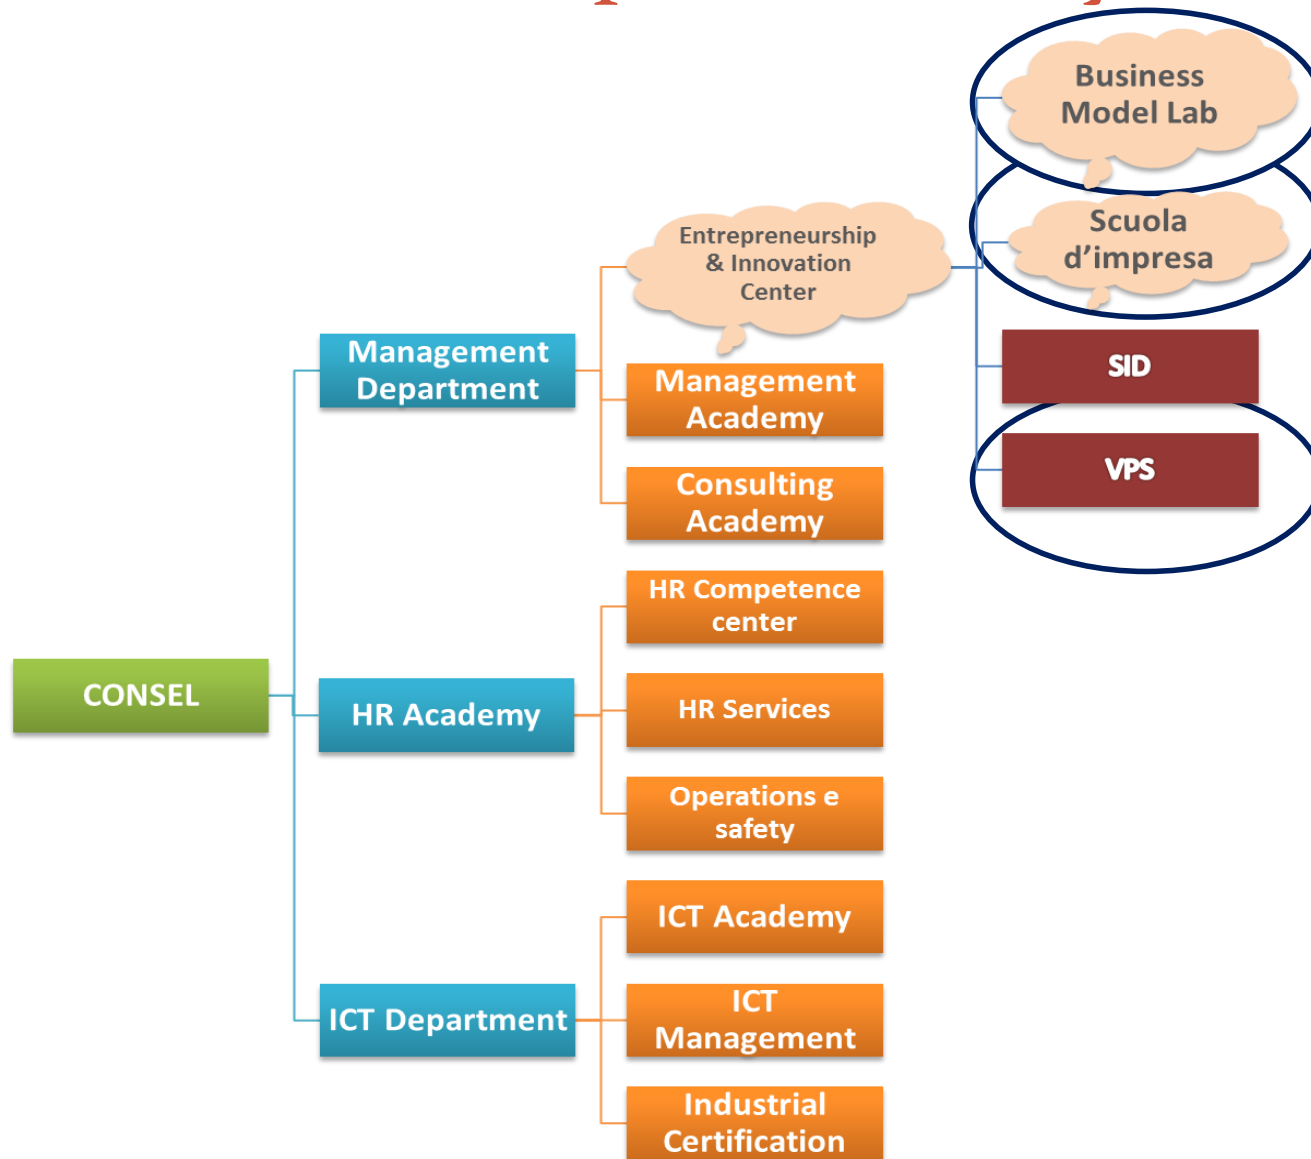 Business
Model Lab
Scuola
d’impresa
Entrepreneurship
& Innovation
Center
SID
VPS
Management
Department
Management
Academy
Consulting
Academy
HR Competence
center
CONSEL
HR Academy
HR Services
Operations e
safety
ICT Academy
ICT Department
ICT
Management
Industrial
Certification